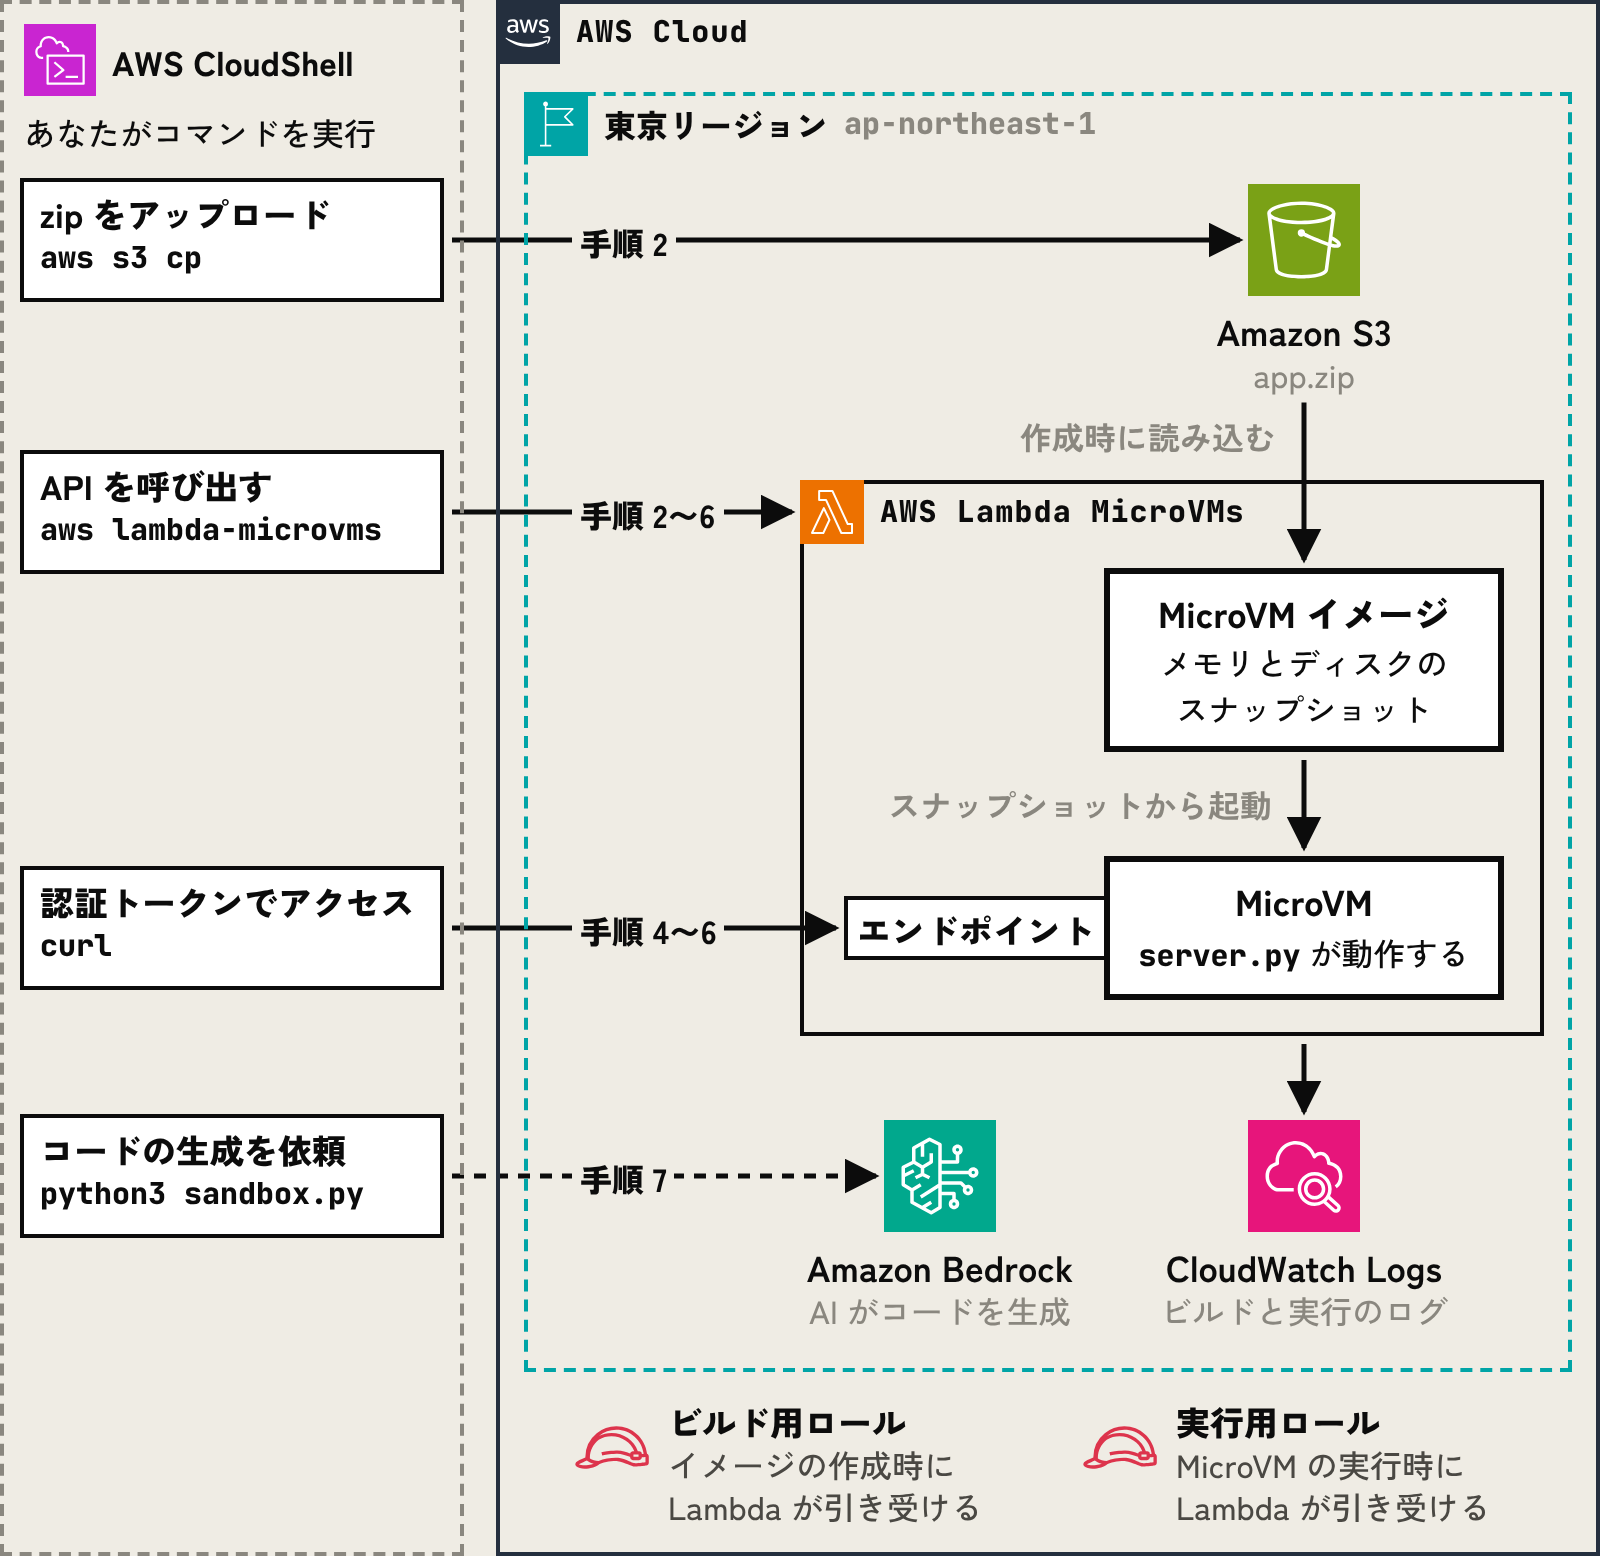 AWS CloudShell
あなたがコマンドを実行
zip をアップロード
aws s3 cp
API を呼び出す
aws lambda-microvms
認証トークンでアクセス
curl
コードの生成を依頼
python3 sandbox.py
aws
AWS Cloud
東京リージョン ap-northeast-1
手順 2
Amazon S3
app.zip
作成時に読み込む
手順 2〜6
AWS Lambda MicroVMs
MicroVM イメージ
メモリとディスクの
スナップショット
スナップショットから起動
手順 4〜6
エンドポイント
MicroVM
server.py が動作する
手順 7
Amazon Bedrock
AI がコードを生成
CloudWatch Logs
ビルドと実行のログ
ビルド用ロール
イメージの作成時に
Lambda が引き受ける
実行用ロール
MicroVM の実行時に
Lambda が引き受ける